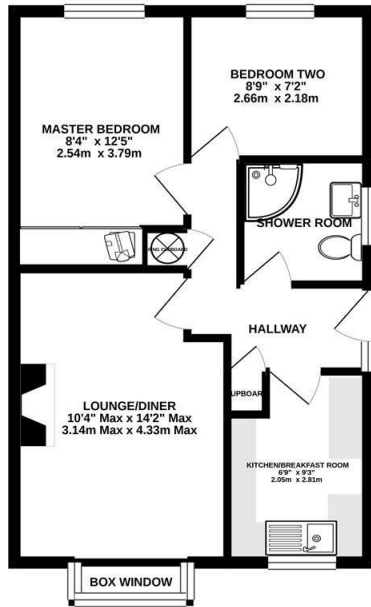 BEDROOM TWO
8'9" x 7'2"
2.66m x 2.18m
MASTER BEDROOM
8'4" x 12'5"
2.54m x 3.79m
SHOWER ROOM
HALLWAY
UPBOAR
LOUNGE/DINER
10'4" Max x 14'2" Max
3.14m Max x 4.33m Max
KITCHEN/BREAKFAST ROOM
6'9" x 9'3"
2.05m x 2.81m
BOX WINDOW